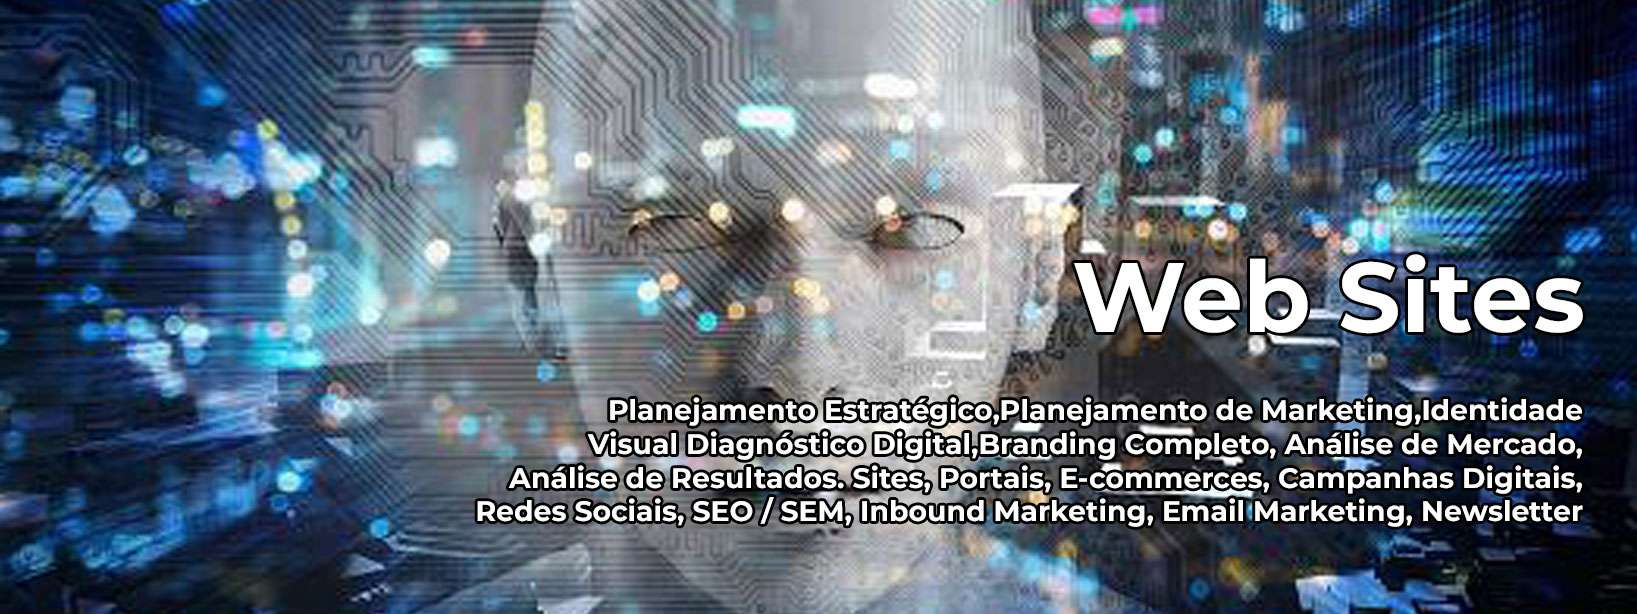 Web Sites
Planejamento Estratégico,Planejamento de Marketing,Identidade
Visual Diagnóstico Digital,Branding Completo, Análise de Mercado,
Análise de Resultados. Sites, Portais, E-commerces, Campanhas Digitais,
Redes Sociais, SEO / SEM, Inbound Marketing, Email Marketing, Newsletter